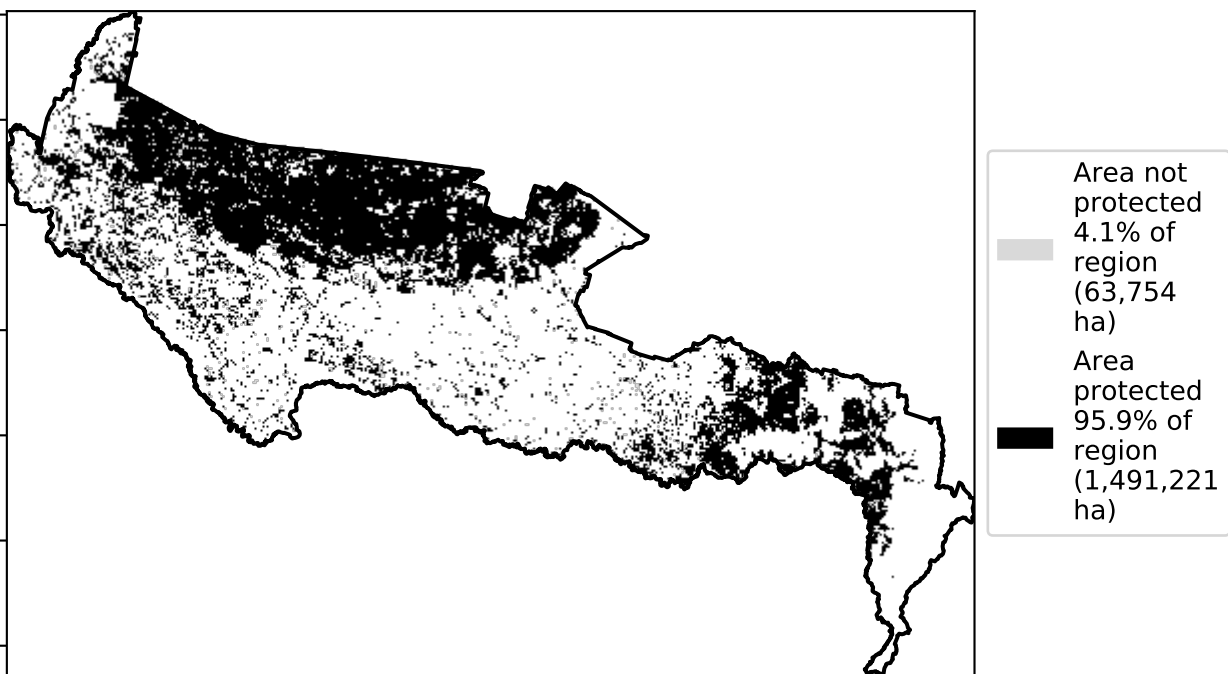 Area not
protected
4.1% of
region
(63,754
ha)
Area
protected
95.9% of
region
(1,491,221
ha)